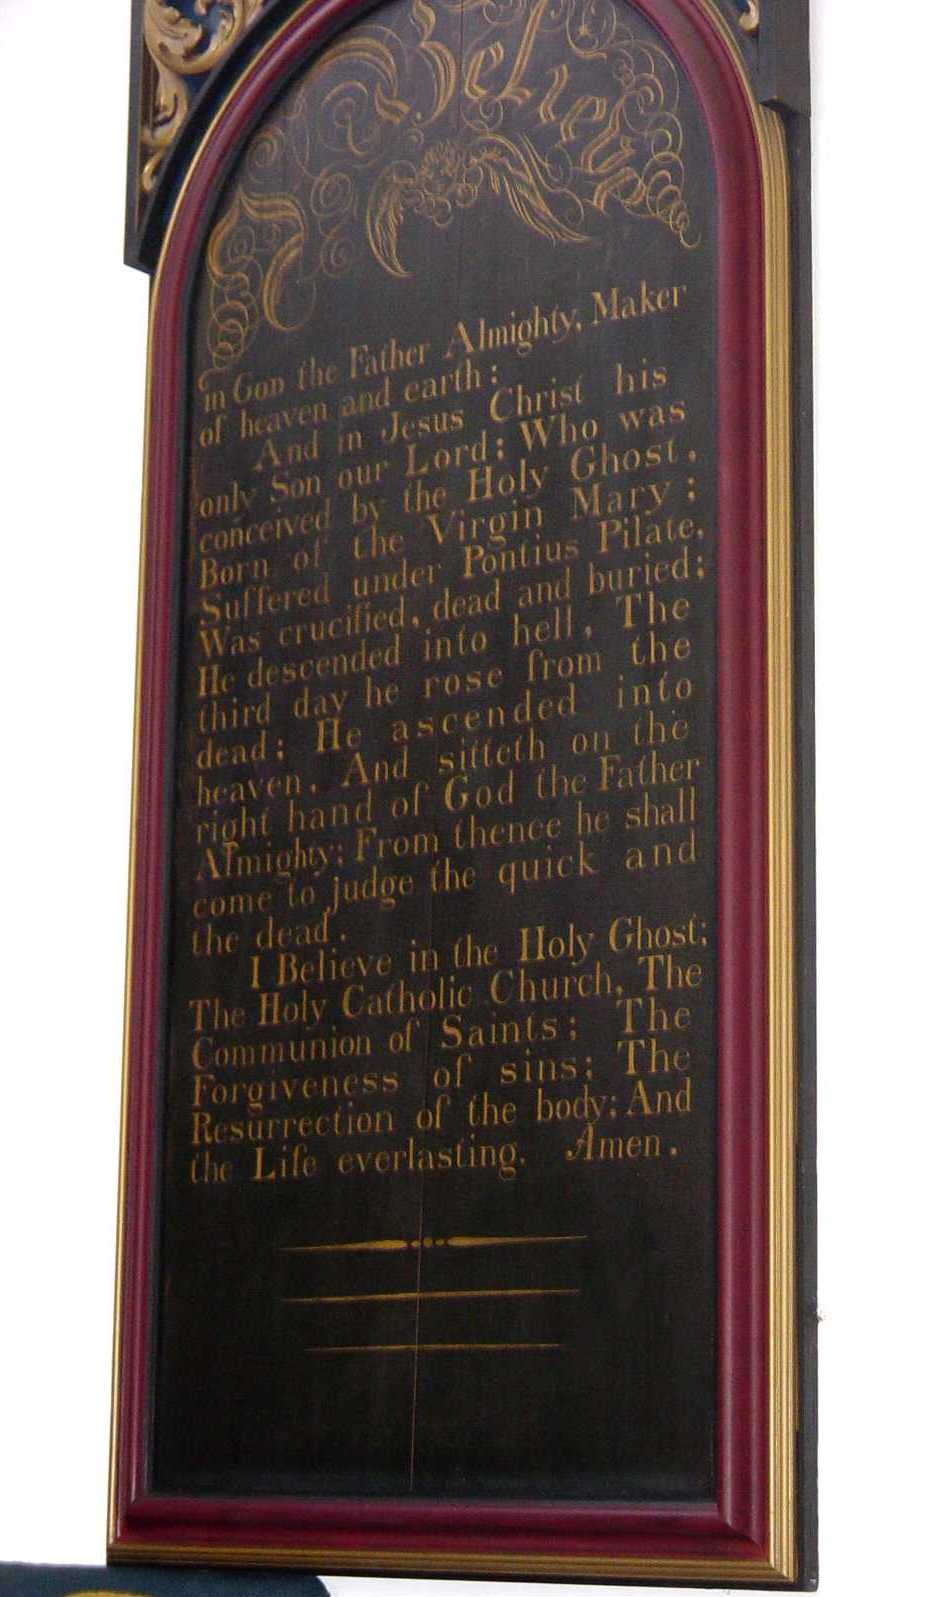 I Believe
in God the Father Almighty, Maker
of heaven and earth:
And in Jesus Christ his
only Son our Lord: Who was
conceived by the Holy Ghost,
Born of the Virgin Mary:
Suffered under Pontius Pilate,
Was crucified, dead and buried;
He descended into hell, The
third day he rose from the
dead; He ascended into
heaven, And sitteth on the
right hand of God the Father
Almighty; From thence he shall
come to judge the quick and
the dead.
I Believe in the Holy Ghost;
The Holy Catholic Church, The
Communion of Saints; The
Forgiveness of sins; The
Resurrection of the body; And
the Life everlasting. Amen.